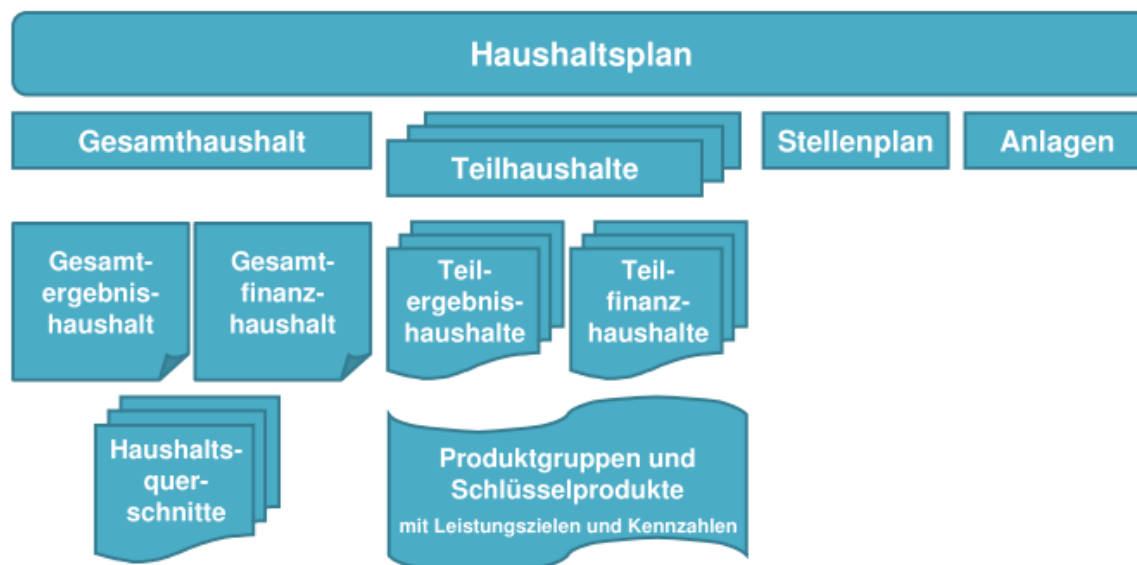 Haushaltsplan
Gesamthaushalt
Teilhaushalte
Stellenplan
Anlagen
Gesamt-
ergebnis-
haushalt
Gesamt-
finanz-
haushalt
Teil-
ergebnis-
haushalte
Teil-
finanz-
haushalte
Haushalts-
quer-
schnitte
Produktgruppen und
Schlüsselprodukte
mit Leistungszielen und Kennzahlen